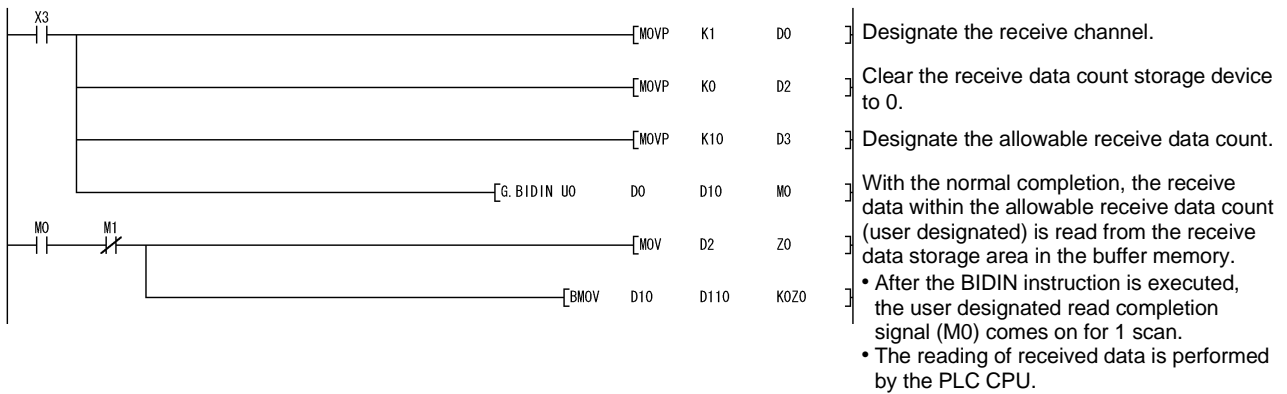 X3
[MOVP K1 D0 ] Designate the receive channel.
[MOVP K0 D2 ] Clear the receive data count storage device
to 0.
[MOVP K10 D3 ] Designate the allowable receive data count.
[G.BIDIN U0 D0 D10 M0 ] With the normal completion, the receive
data within the allowable receive data count
(user designated) is read from the receive
data storage area in the buffer memory.
M0 M1
[MOV D2 Z0 ]
[BMOV D10 D110 K0Z0 ]
• After the BIDIN instruction is executed,
the user designated read completion
signal (M0) comes on for 1 scan.
• The reading of received data is performed
by the PLC CPU.